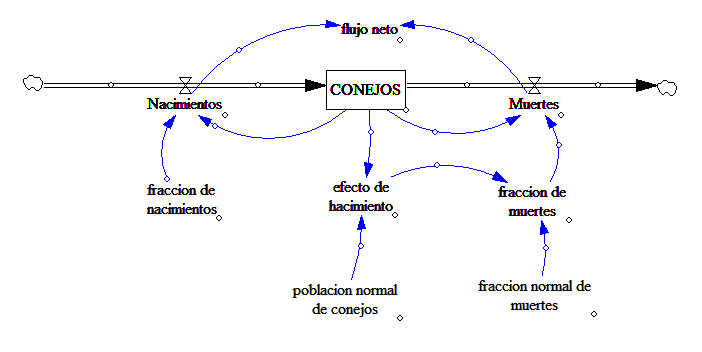 flujo neto
CONEJOS
Nacimientos
Muertes
fraccion de
nacimientos
efecto de
hacimiento
fraccion de
muertes
poblacion normal
de conejos
fraccion normal de
muertes